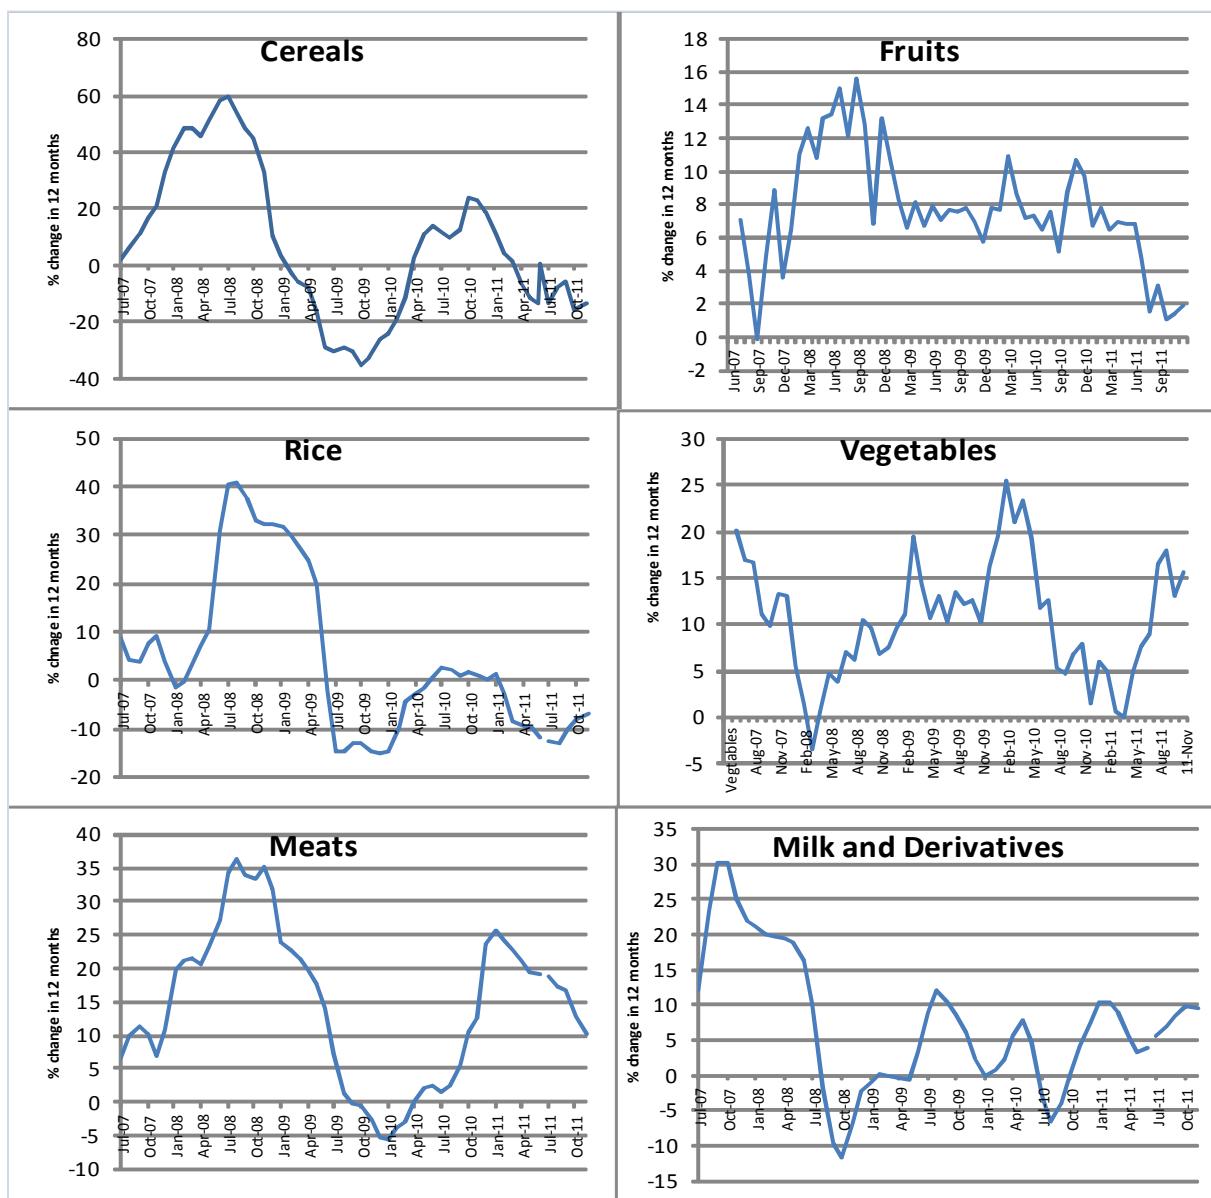 Cereals
% change in 12 months
80
60
40
20
0
-20
-40
Jul-07
Oct-07
Jan-08
Apr-08
Jul-08
Oct-08
Jan-09
Apr-09
Jul-09
Oct-09
Jan-10
Apr-10
Jul-10
Oct-10
Jan-11
Apr-11
Jul-11
Oct-11
Fruits
% change in 12 months
18
16
14
12
10
8
6
4
2
0
-2
Jun-07
Sep-07
Dec-07
Mar-08
Jun-08
Sep-08
Dec-08
Mar-09
Jun-09
Sep-09
Dec-09
Mar-10
Jun-10
Sep-10
Dec-10
Mar-11
Jun-11
Sep-11
Rice
% chnage in 12 months
50
40
30
20
10
0
-10
-20
Jul-07
Oct-07
Jan-08
Apr-08
Jul-08
Oct-08
Jan-09
Apr-09
Jul-09
Oct-09
Jan-10
Apr-10
Jul-10
Oct-10
Jan-11
Apr-11
Jul-11
Oct-11
Vegetables
% change in 12 months
30
25
20
15
10
5
0
-5
Vegtables
Aug-07
Nov-07
Feb-08
May-08
Aug-08
Nov-08
Feb-09
May-09
Aug-09
Nov-09
Feb-10
May-10
Aug-10
Nov-10
Feb-11
May-11
Aug-11
11-Nov
Meats
% change in 12 months
40
35
30
25
20
15
10
5
0
-5
-10
Jul-07
Oct-07
Jan-08
Apr-08
Jul-08
Oct-08
Jan-09
Apr-09
Jul-09
Oct-09
Jan-10
Apr-10
Jul-10
Oct-10
Jan-11
Apr-11
Jul-11
Oct-11
Milk and Derivatives
% change in 12 months
35
30
25
20
15
10
5
0
-5
-10
-15
Jul-07
Oct-07
Jan-08
Apr-08
Jul-08
Oct-08
Jan-09
Apr-09
Jul-09
Oct-09
Jan-10
Apr-10
Jul-10
Oct-10
Jan-11
Apr-11
Jul-11
Oct-11